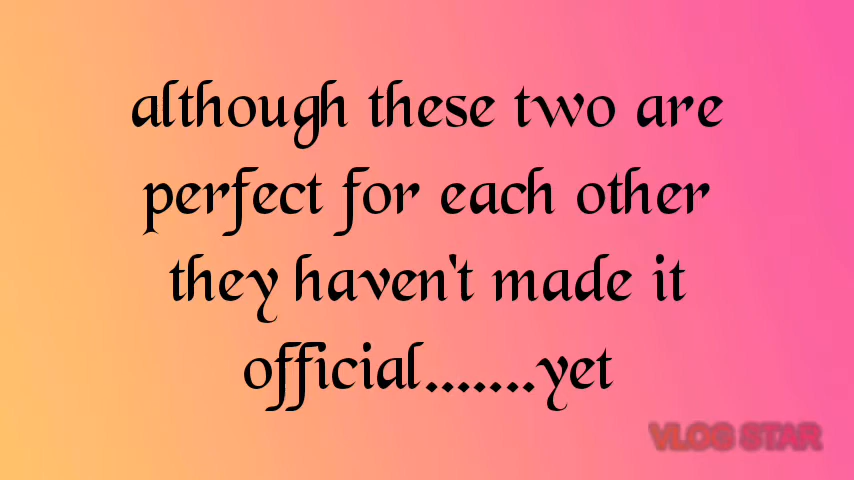 although these two are
perfect for each other
they haven't made it
official.......yet
VLOG STAR